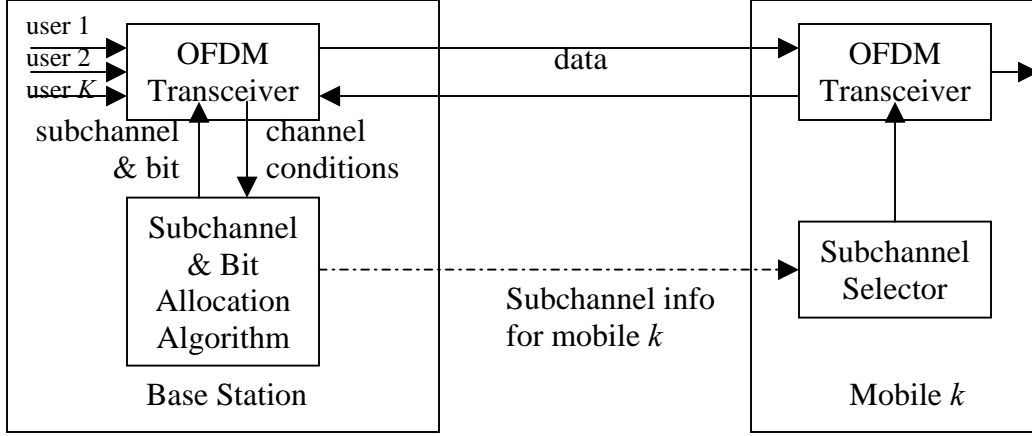 user 1
user 2
user K
OFDM
Transceiver
data
OFDM
Transceiver
subchannel
& bit
channel
conditions
Subchannel
& Bit
Allocation
Algorithm
Subchannel info
for mobile k
Subchannel
Selector
Base Station
Mobile k